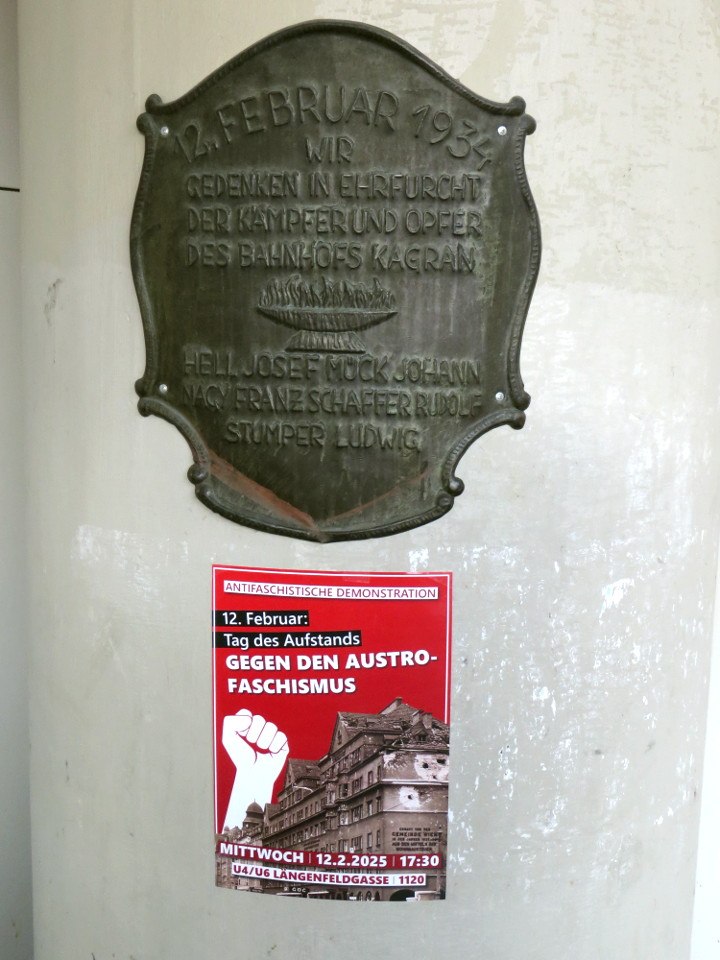 12., FEBRUAR 1934
WIR
GEDENKEN IN EHRFURCHT
DER KÄMPFER UND OPFER
DES BAHNHOFS KAGRAN
HELL JOSEF MÜCK JOHANN
NAGY FRANZ SCHAFFER RUDOLF
STUMPER LUDWIG
ANTIFASCHISTISCHE DEMONSTRATION
12. Februar:
Tag des Aufstands
GEGEN DEN AUSTRO-
FASCHISMUS
GEMEINDE WIEN
MITTWOCH | 12.2.2025 | 17:30
U4/U6 LÄNGENFELDGASSE | 1120